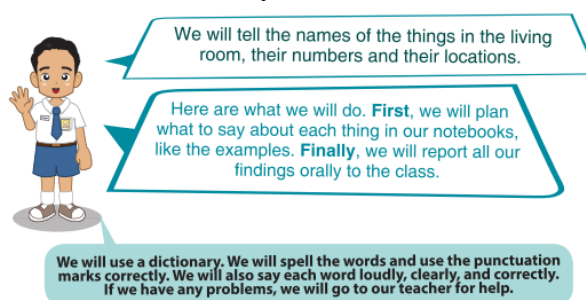 We will tell the names of the things in the living
room, their numbers and their locations.
Here are what we will do. First, we will plan
what to say about each thing in our notebooks,
like the examples. Finally, we will report all our
findings orally to the class.
We will use a dictionary. We will spell the words and use the punctuation
marks correctly. We will also say each word loudly, clearly, and correctly.
If we have any problems, we will go to our teacher for help.